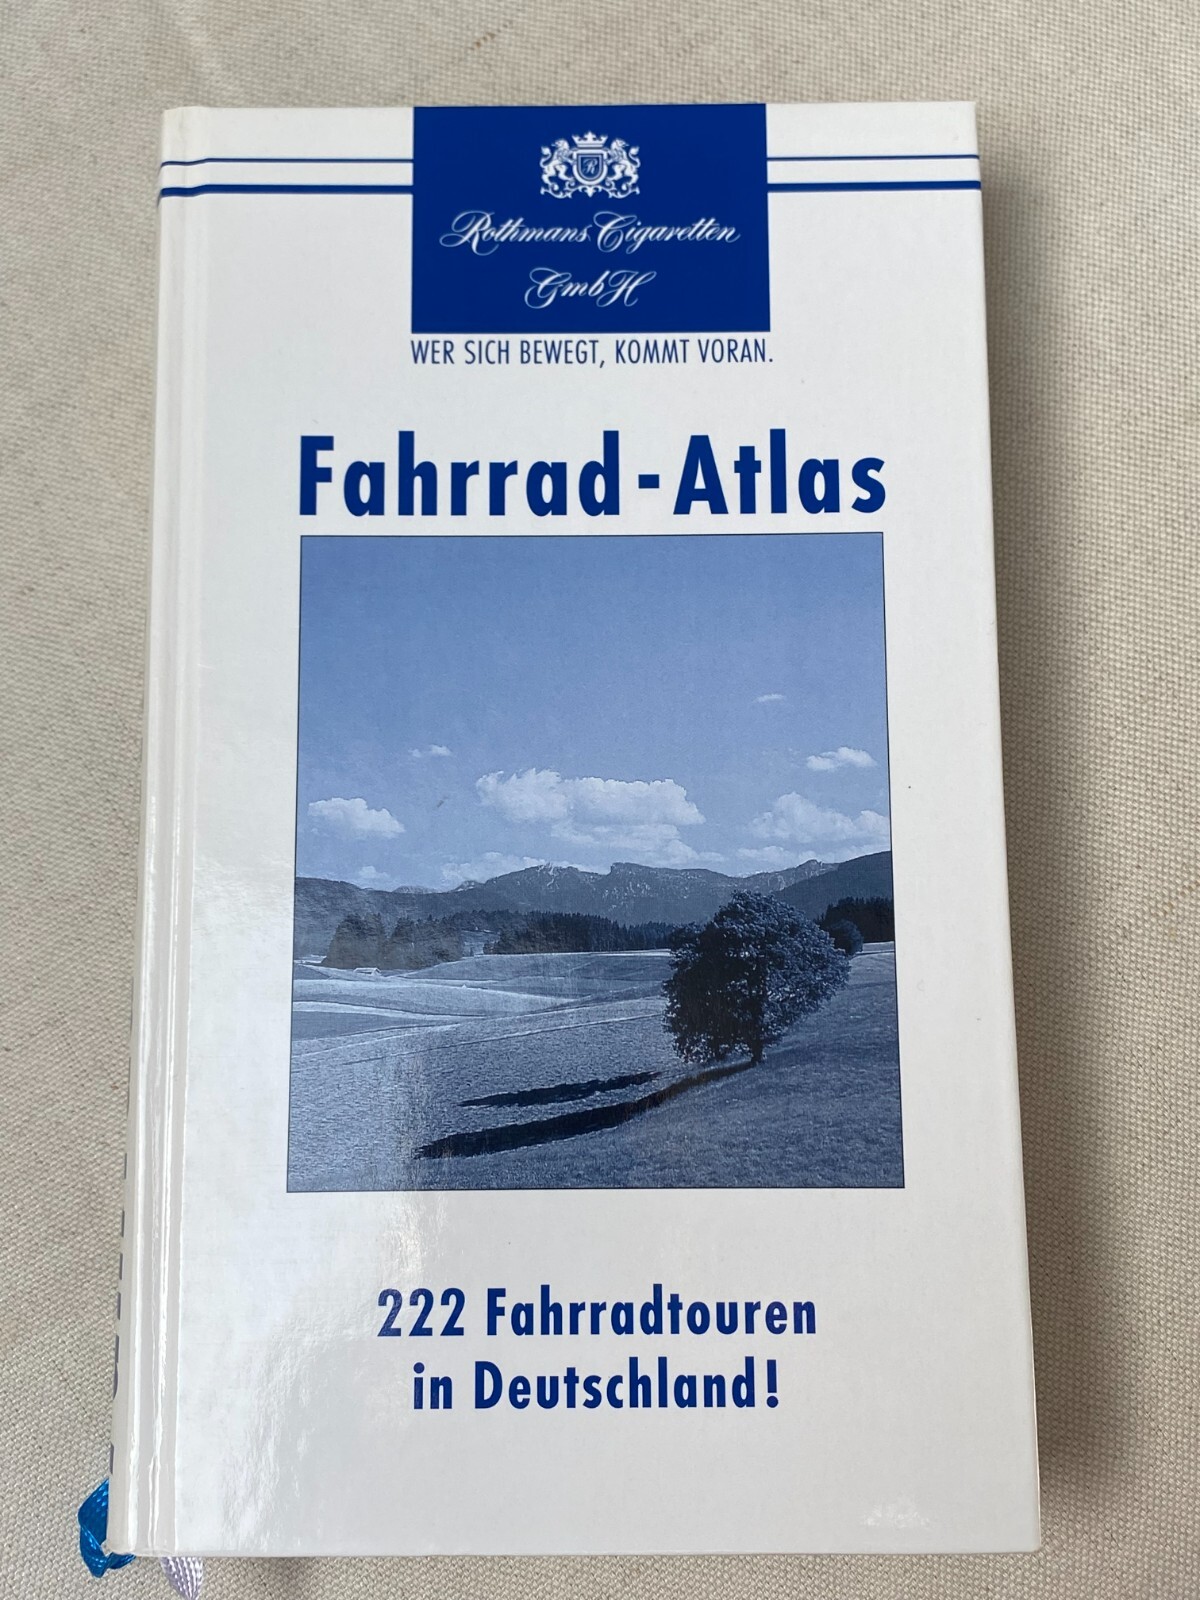 R
Rothmans Cigaretten
GmbH
WER SICH BEWEGT, KOMMT VORAN.
Fahrrad-Atlas
222 Fahrradtouren
in Deutschland!